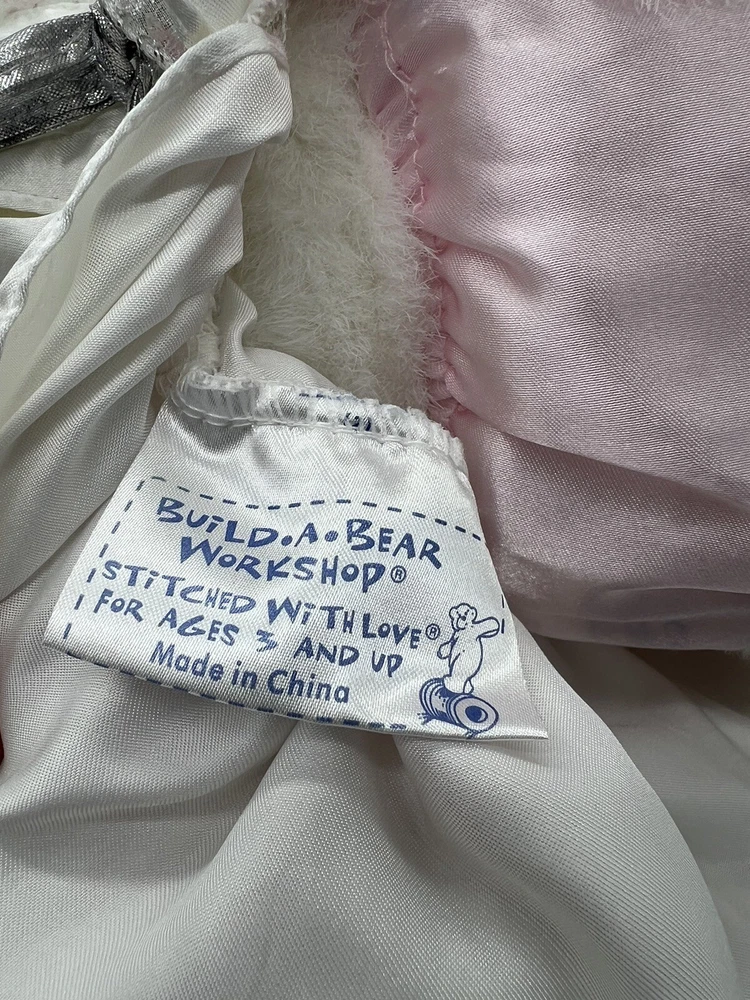 BUILD.A.BEAR
WORKSHOP®
STITCHED WITH LOVE®
FOR AGES 3 AND UP
Made in China